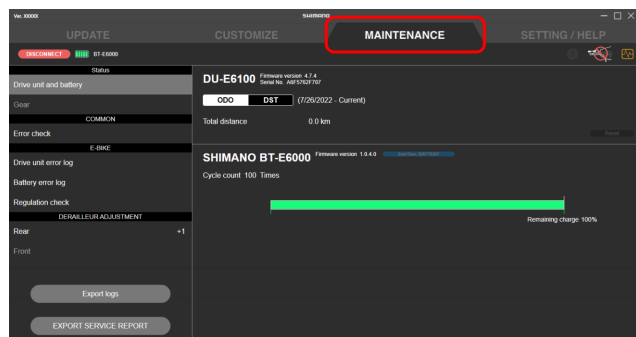 Ver. XXXXX
SHIMANO
UPDATE
CUSTOMIZE
MAINTENANCE
SETTING / HELP
DISCONNECT BT-E6000
Status
Drive unit and battery
Gear
COMMON
Error check
E-BIKE
Drive unit error log
Battery error log
Regulation check
DERAILLEUR ADJUSTMENT
Rear +1
Front
Export logs
EXPORT SERVICE REPORT
DU-E6100 Firmware version 4.7.4
Serial No. A6F5762F707
ODO DST (7/26/2022 - Current)
Total distance 0.0 km
Reset
SHIMANO BT-E6000 Firmware version 1.0.4.0
Cycle count 100 Times
Remaining charge 100%